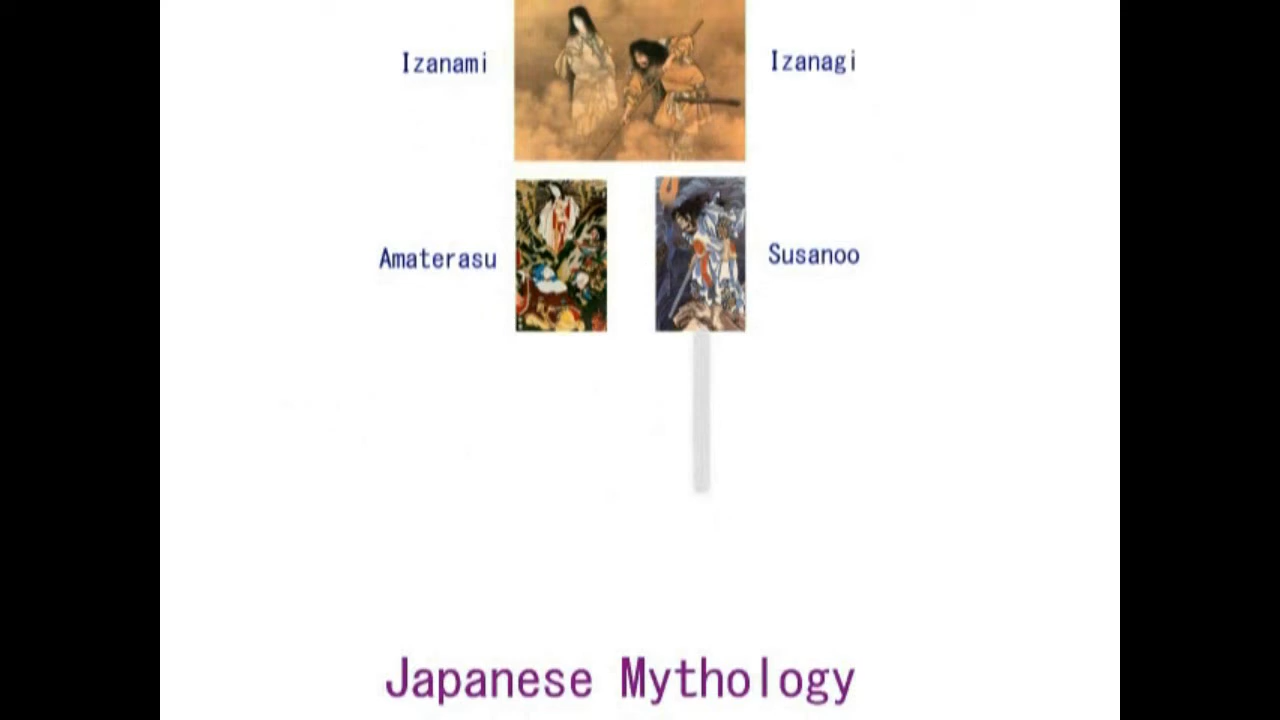 Izanami
Izanagi
Amaterasu
Susanoo
Japanese Mythology